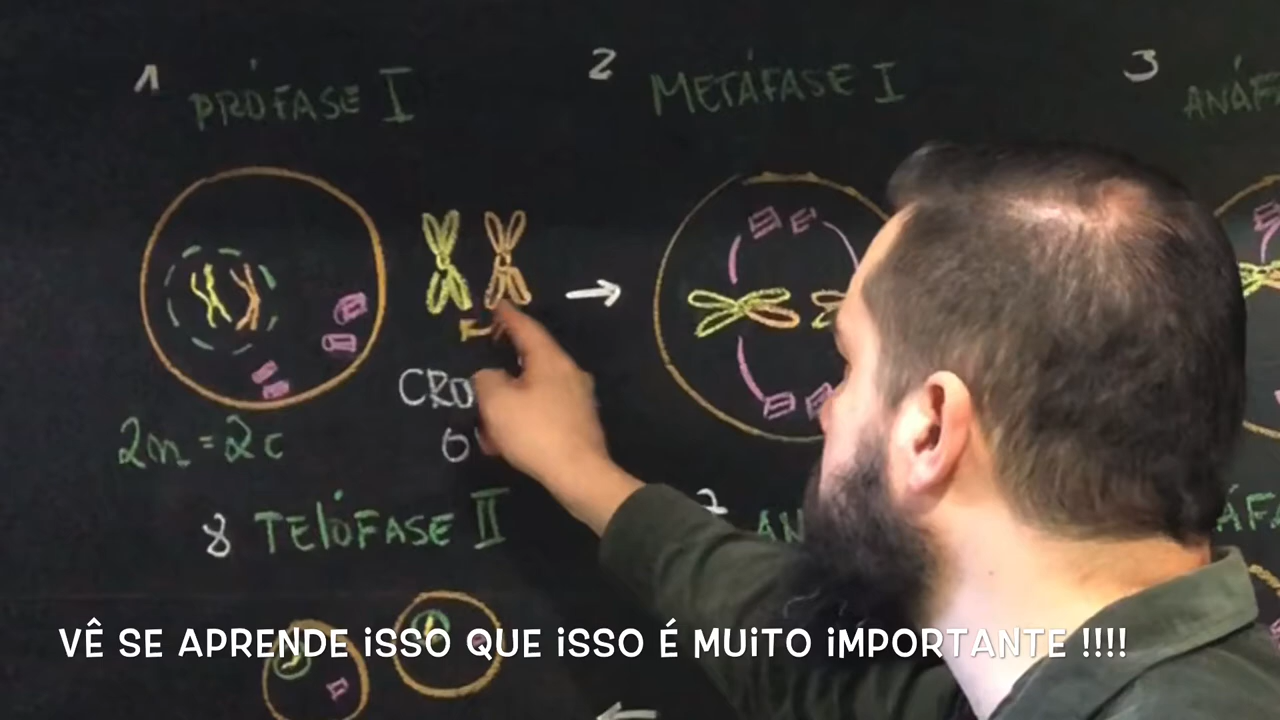 1 PRÓFASE I
2 METÁFASE I
3
2n = 2c
8 TELÓFASE II
VÊ SE APRENDE ISSO QUE ISSO É MUITO IMPORTANTE !!!!